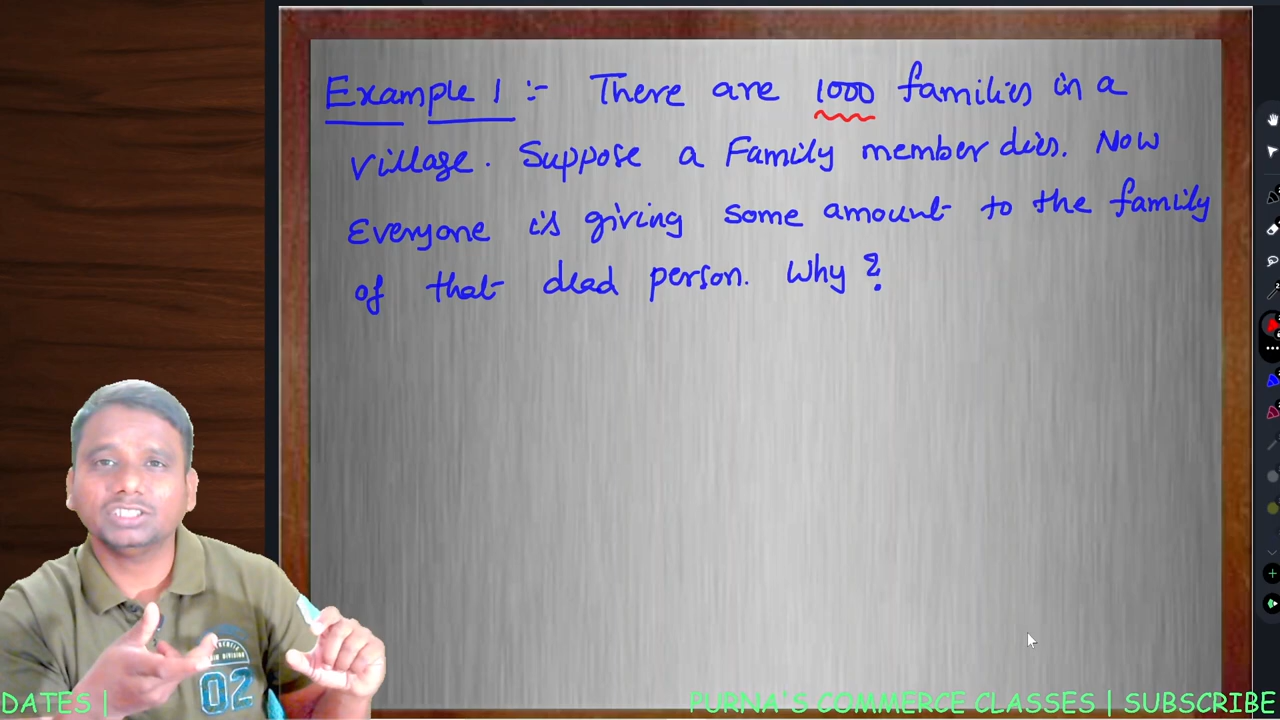 Example 1 :- There are 1000 families in a
village. Suppose a Family member dies. Now
Everyone is giving some amount to the family
of that dead person. Why ?
02
DATES |
PURNA'S COMMERCE CLASSES | SUBSCRIBE